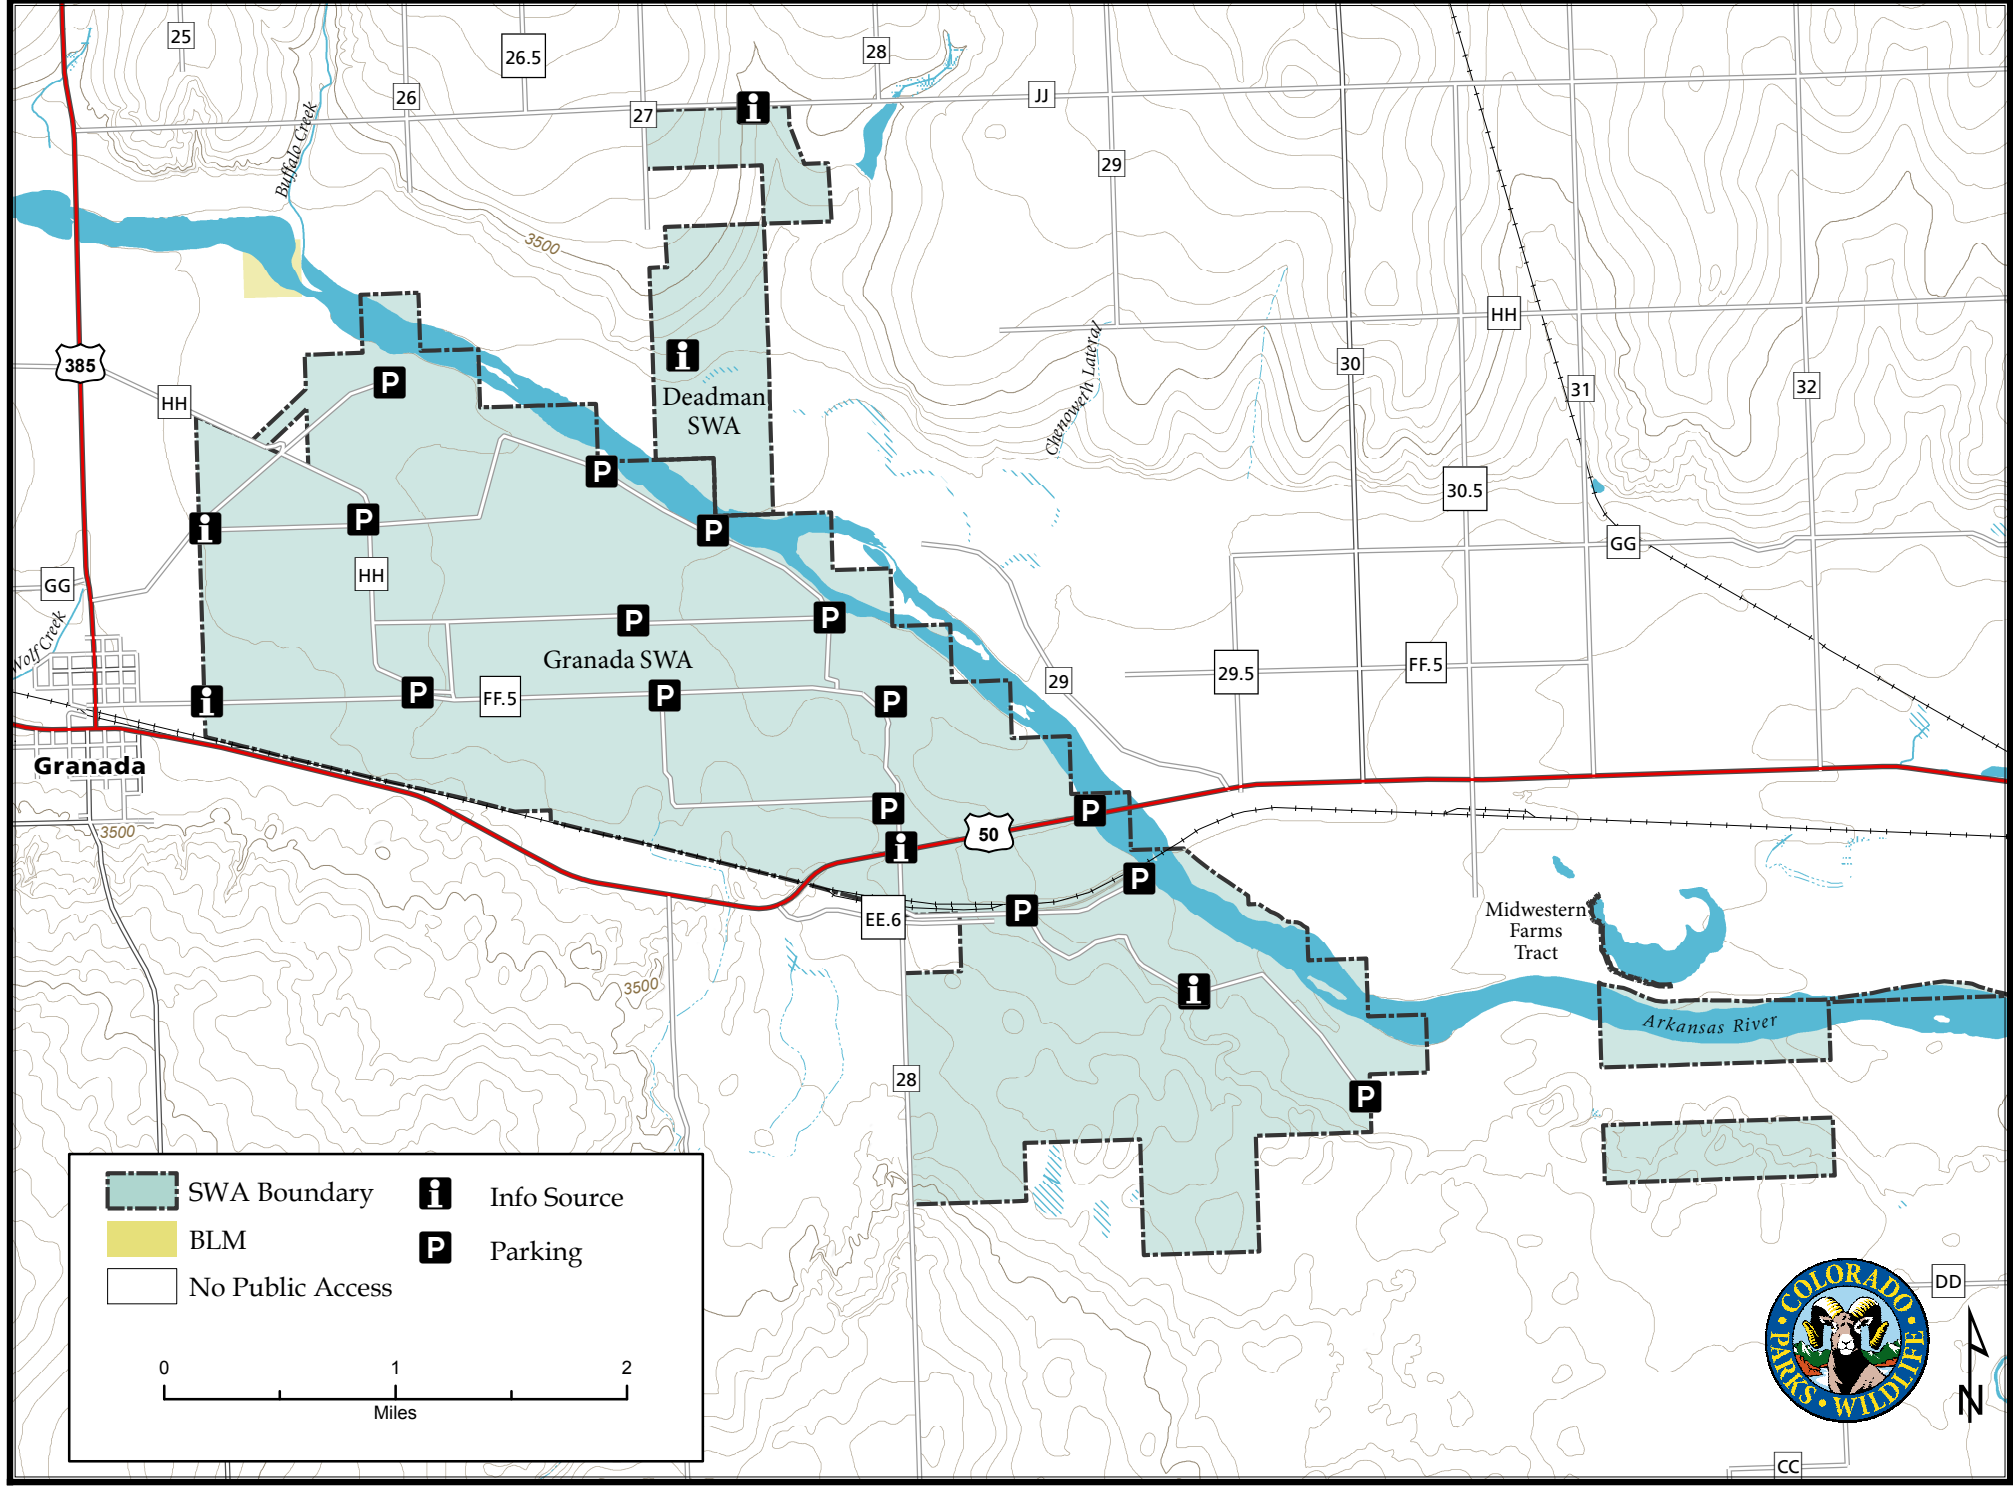 25
26.5
28
26
27
JJ
Buffalo Creek
29
3500
HH
385
HH
30
31
32
Deadman
SWA
Chenoweth Lateral
30.5
GG
HH
GG
Wolf Creek
Granada SWA
FF.5
29
29.5
FF.5
Granada
3500
50
EE.6
Midwestern
Farms
Tract
3500
Arkansas River
28
SWA Boundary
BLM
No Public Access
i Info Source
P Parking
0 1 2
Miles
COLORADO
PARKS • WILDLIFE
DD
N
CC